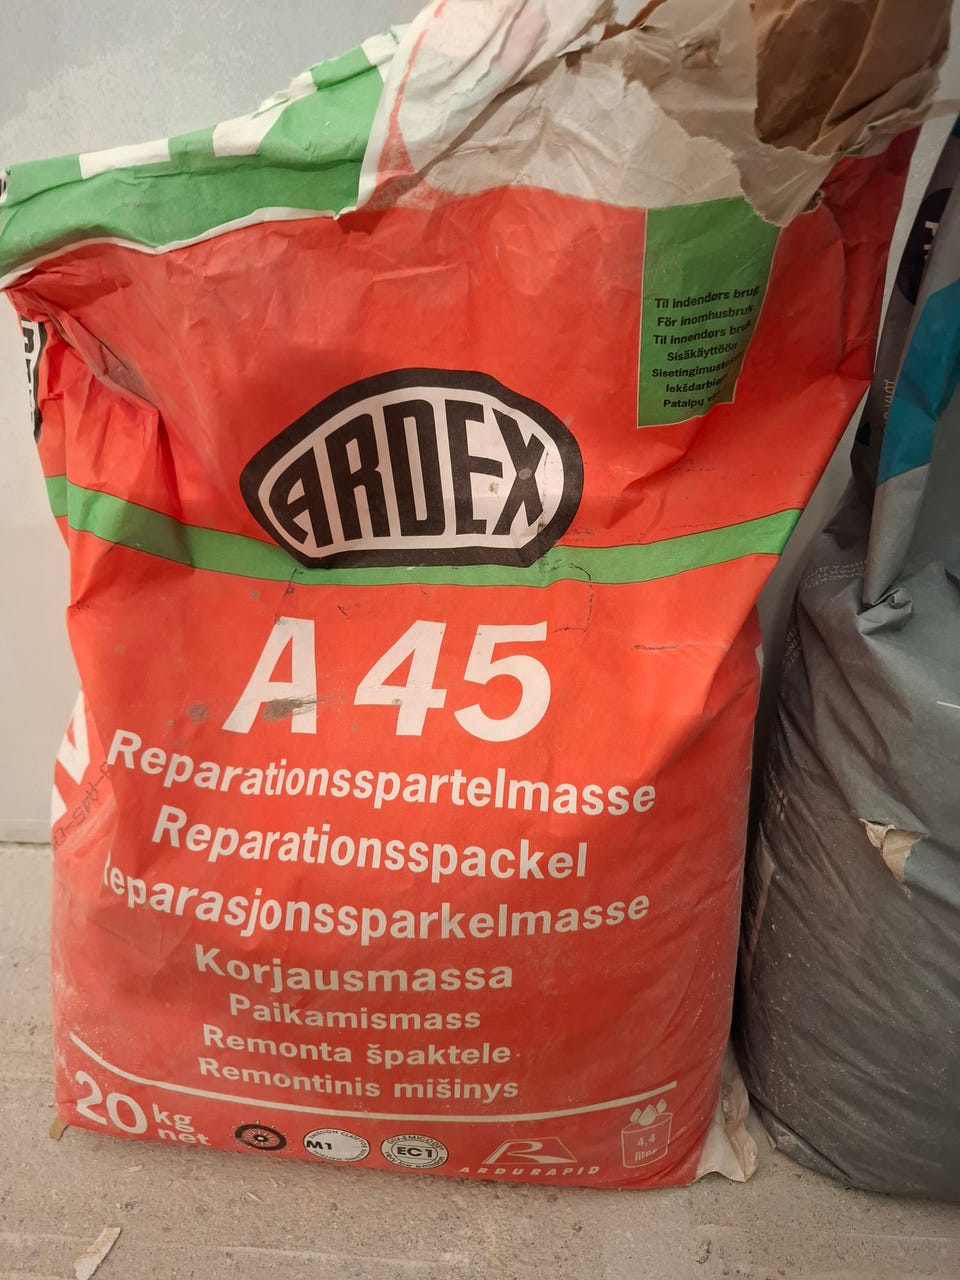 Til indendørs brug
För inomhusbruk
Til innendørs bruk
Sisäkäyttöön
Patalpų
ARDEX
A 45
Reparationsspartelmasse
Reparationsspackel
eparasjonssparkelmasse
Korjausmassa
Paikamismass
Remonta špaktele
Remontinis mišinys
20 kg
net
M1
EC1
ARDURAPID
4,4
liter